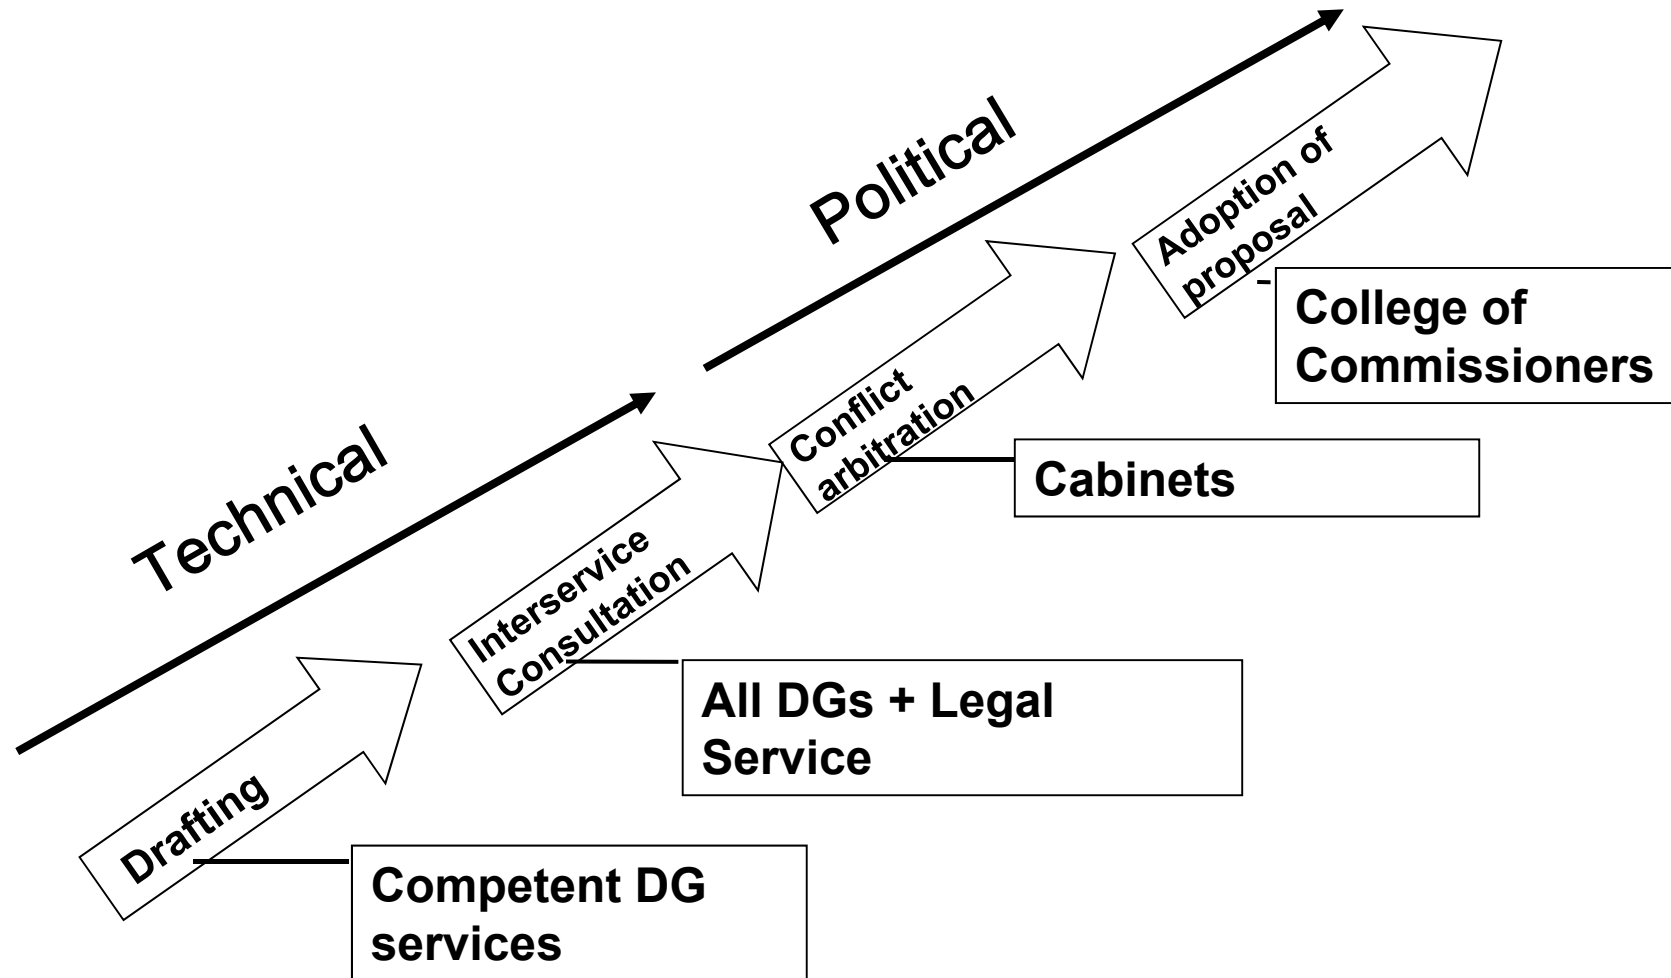 Technical
Political
Drafting
Competent DG
services
Interservice
Consultation
All DGs + Legal
Service
Conflict
arbitration
Cabinets
Adoption of
proposal
College of
Commissioners